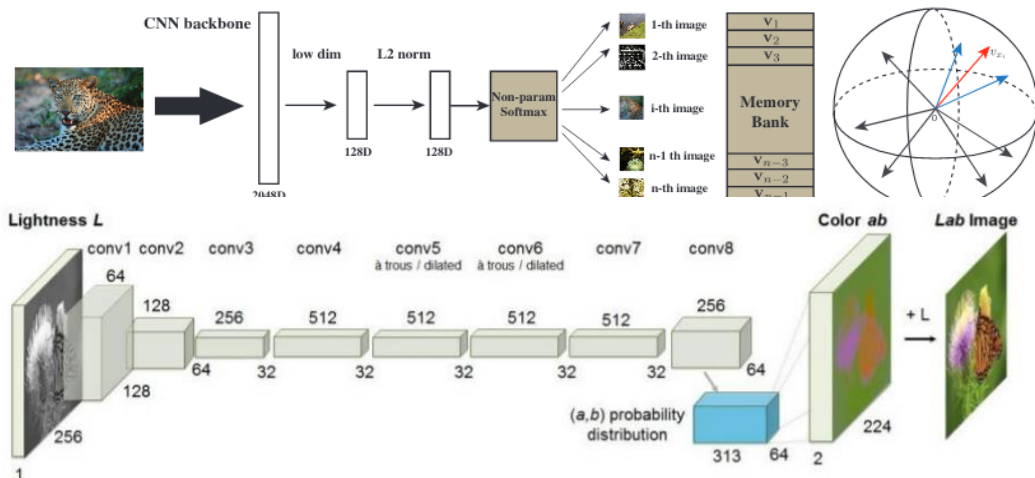 CNN backbone
low dim
L2 norm
2048D
128D
128D
Non-param
Softmax
1-th image
2-th image
i-th image
n-1 th image
n-th image
v₁
v₂
v₃
Memory
Bank
vₙ₋₃
vₙ₋₂
vₙ₋₁
0
Lightness L
conv1
conv2
conv3
conv4
conv5
à trous / dilated
conv6
à trous / dilated
conv7
conv8
Color ab
Lab Image
64
128
256
512
512
512
512
256
+ L
64
32
32
32
32
64
128
256
1
(a,b) probability
distribution
313
64
2
224